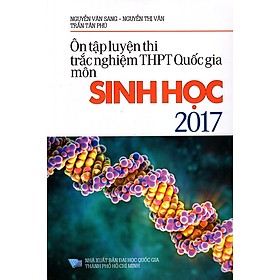 NGUYỄN VĂN SANG - NGUYỄN THỊ VÂN
TRẦN TẤN PHÚ
Ôn tập luyện thi
trắc nghiệm THPT Quốc gia
môn
SINH HỌC
2017
NHÀ XUẤT BẢN ĐẠI HỌC QUỐC GIA
THÀNH PHỐ HỒ CHÍ MINH